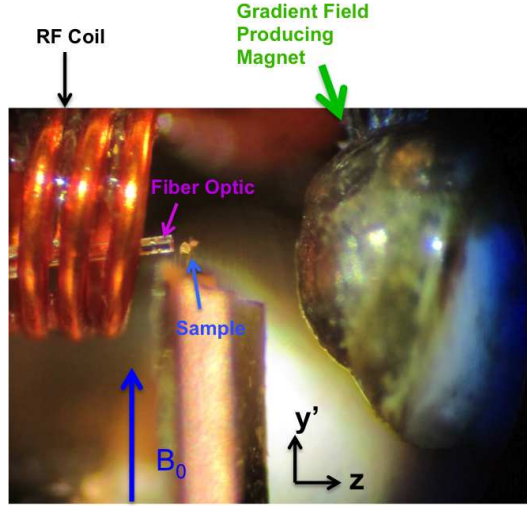 Gradient Field
Producing
Magnet
RF Coil
Fiber Optic
Sample
B0
y'
z